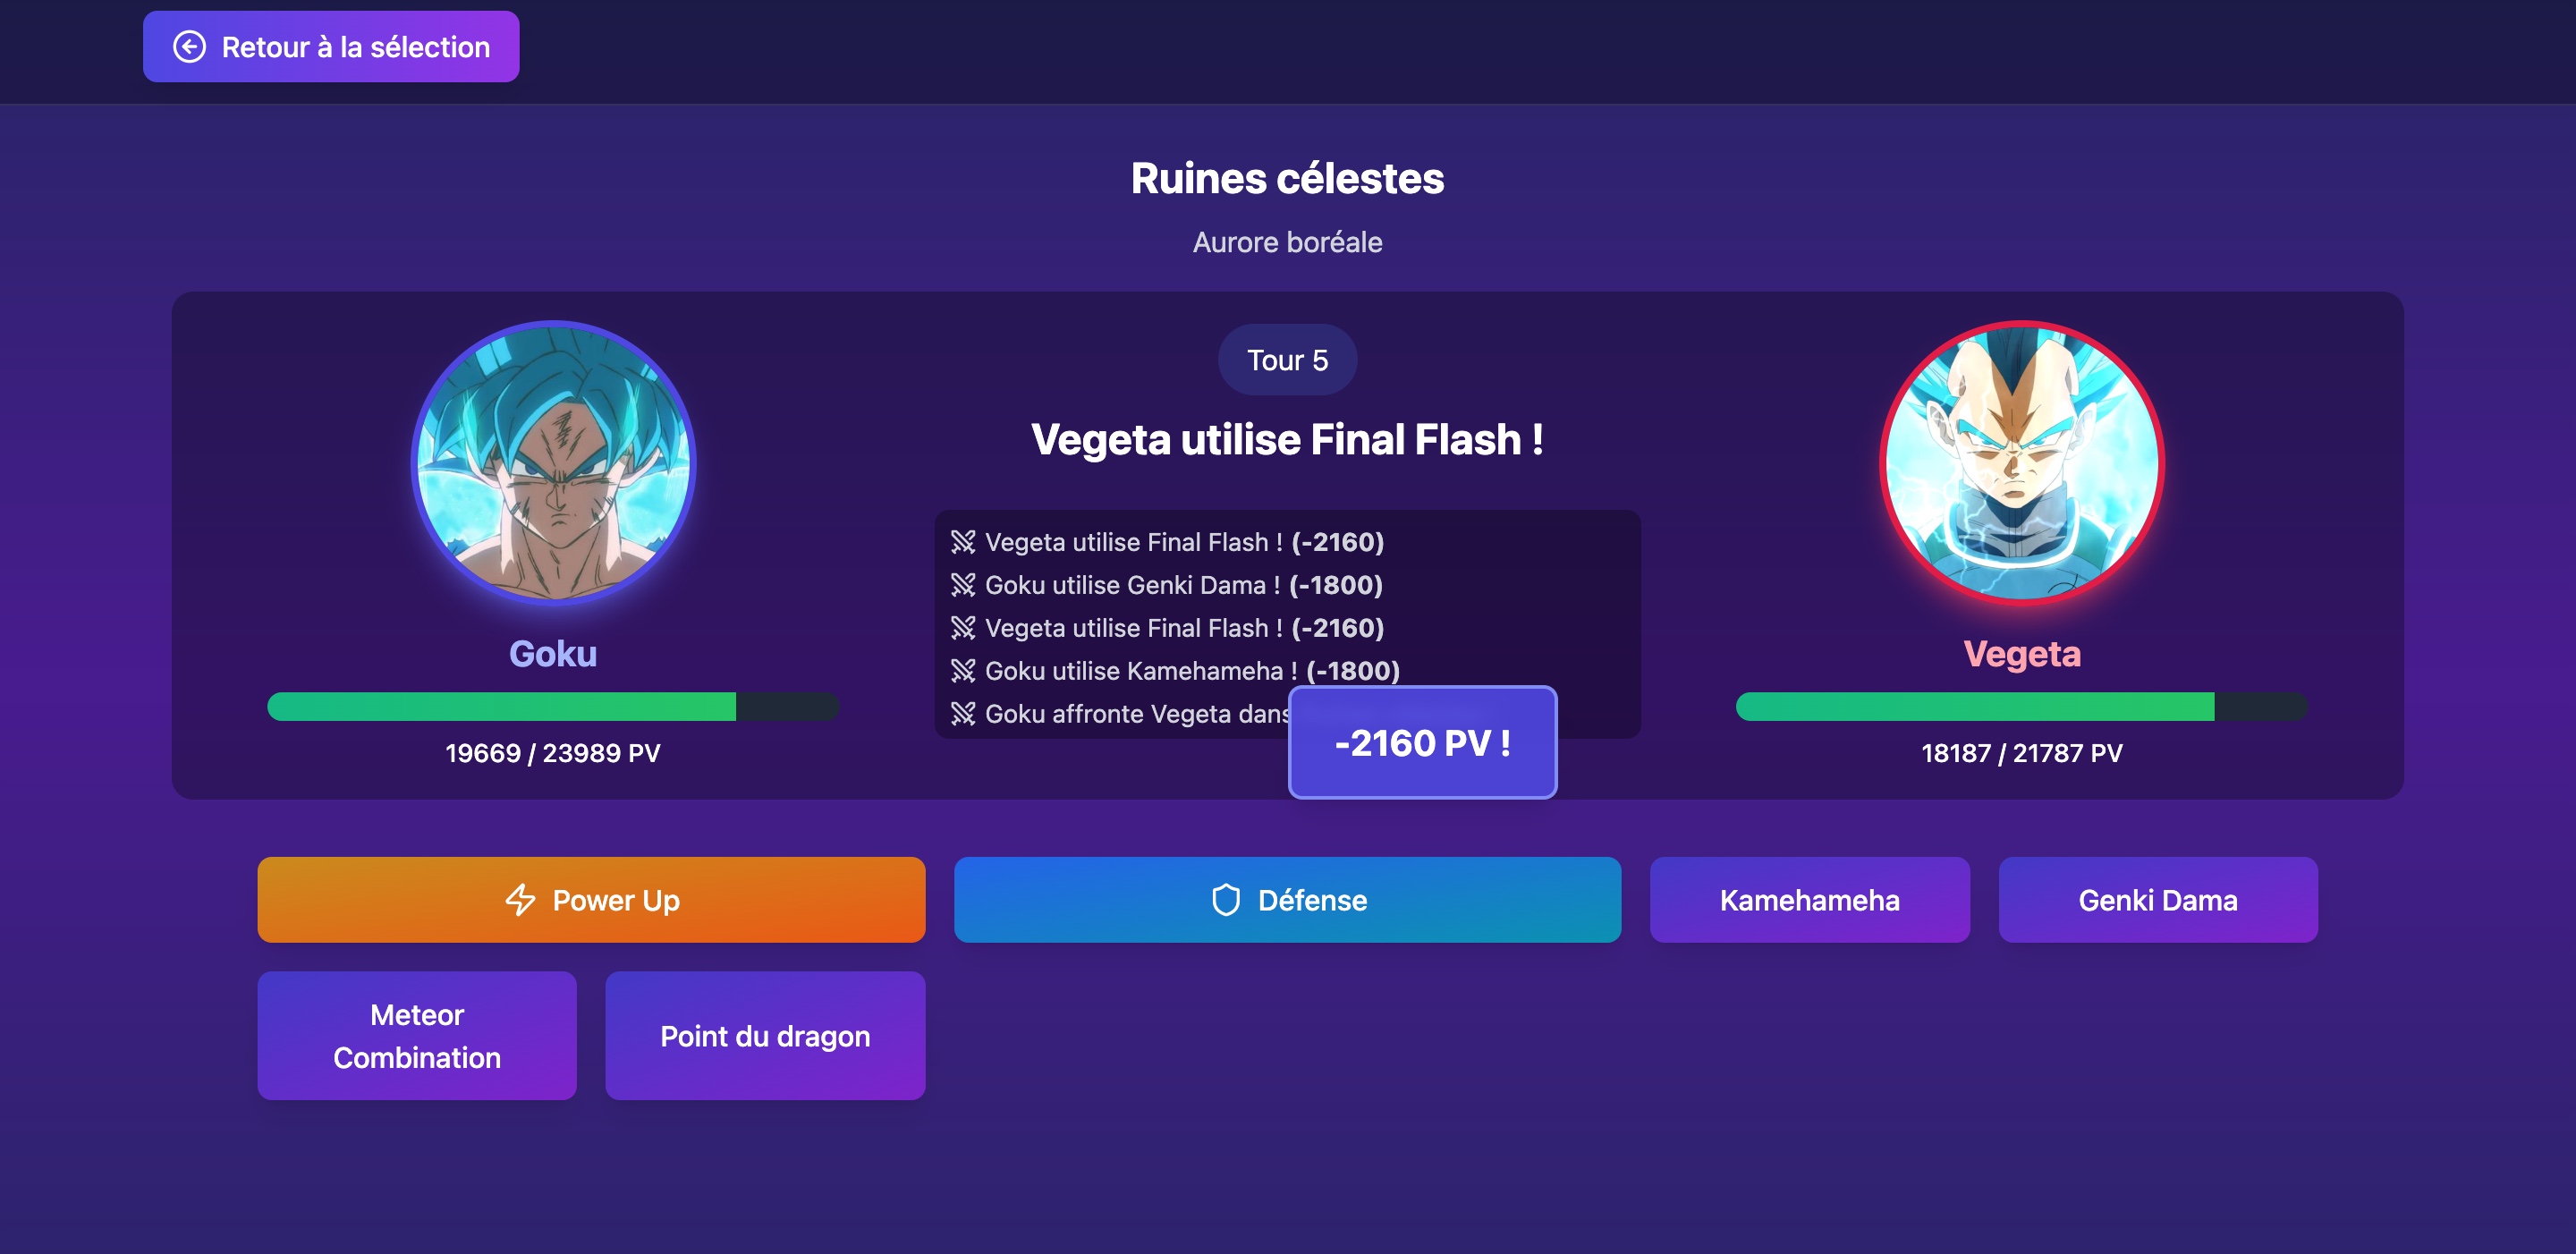 Retour à la sélection
Ruines célestes
Aurore boréale
Tour 5
Vegeta utilise Final Flash !
Vegeta utilise Final Flash ! (-2160)
Goku utilise Genki Dama ! (-1800)
Vegeta utilise Final Flash ! (-2160)
Goku utilise Kamehameha ! (-1800)
Goku affronte Vegeta dans
-2160 PV !
Goku
19669 / 23989 PV
Vegeta
18187 / 21787 PV
Power Up
Défense
Kamehameha
Genki Dama
Meteor
Combination
Point du dragon